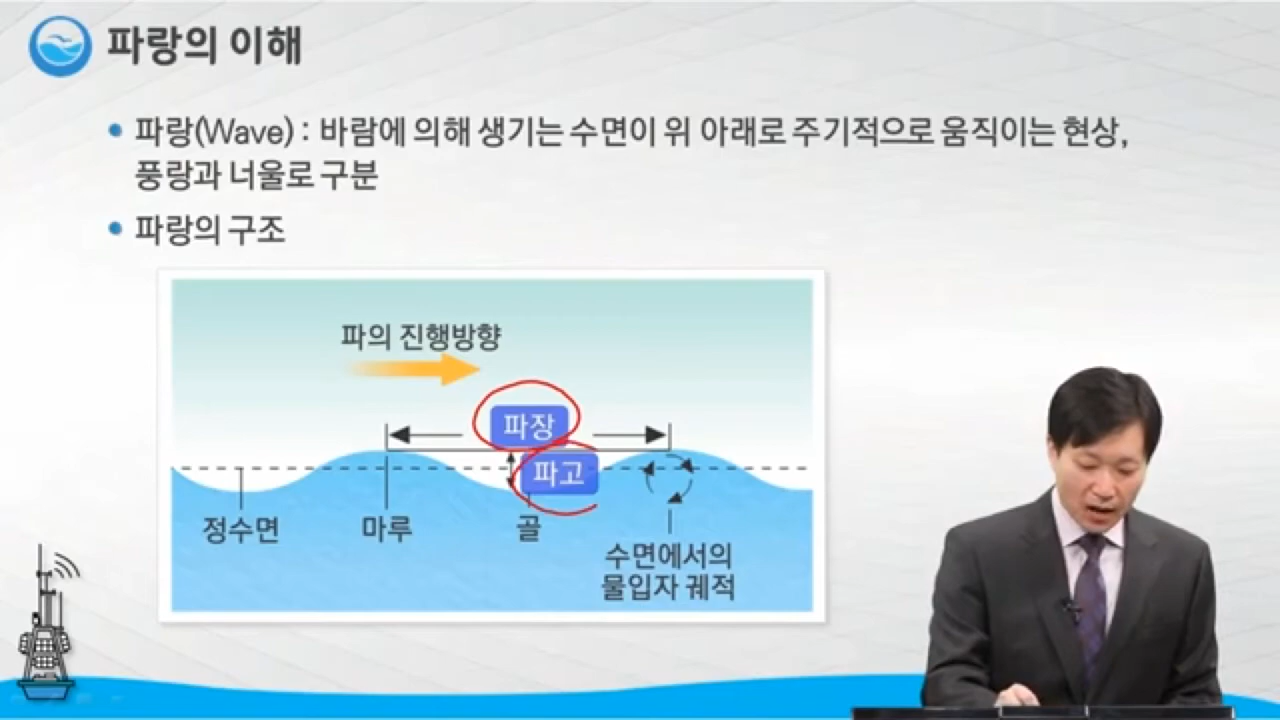 파랑의 이해
• 파랑(Wave) : 바람에 의해 생기는 수면이 위 아래로 주기적으로 움직이는 현상,
풍랑과 너울로 구분
• 파랑의 구조
파의 진행방향
파장
파고
정수면
마루
골
수면에서의
물입자 궤적